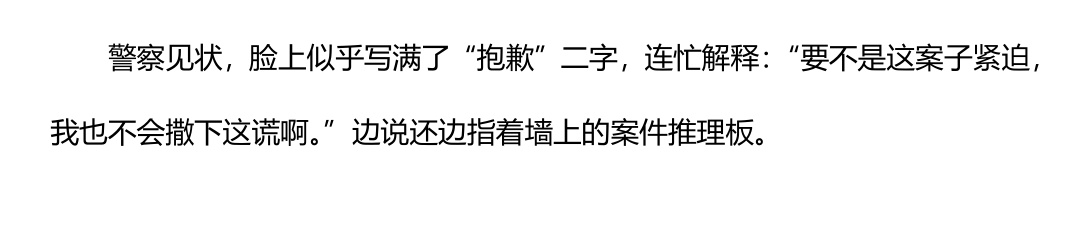 警察见状，脸上似乎写满了“抱歉”二字，连忙解释：“要不是这案子紧迫，
我也不会撒下这谎啊。”边说还边指着墙上的案件推理板。